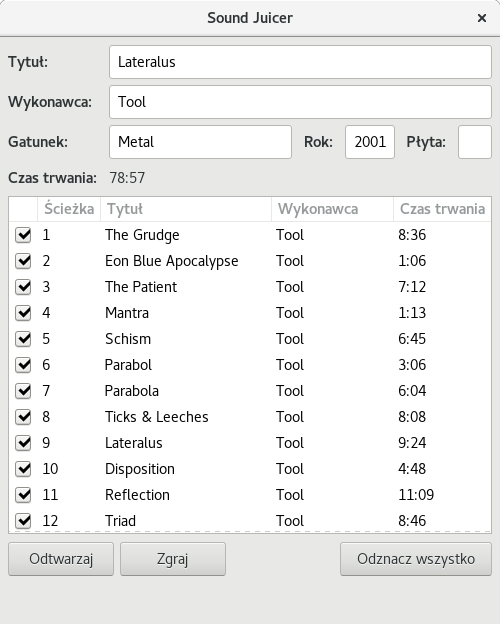 Sound Juicer
Tytuł: Lateralus
Wykonawca: Tool
Gatunek: Metal Rok: 2001 Płyta:
Czas trwania: 78:57
Ścieżka Tytuł Wykonawca Czas trwania
1 The Grudge Tool 8:36
2 Eon Blue Apocalypse Tool 1:06
3 The Patient Tool 7:12
4 Mantra Tool 1:13
5 Schism Tool 6:45
6 Parabol Tool 3:06
7 Parabola Tool 6:04
8 Ticks & Leeches Tool 8:08
9 Lateralus Tool 9:24
10 Disposition Tool 4:48
11 Reflection Tool 11:09
12 Triad Tool 8:46
Odtwarzaj Zgraj Odznacz wszystko